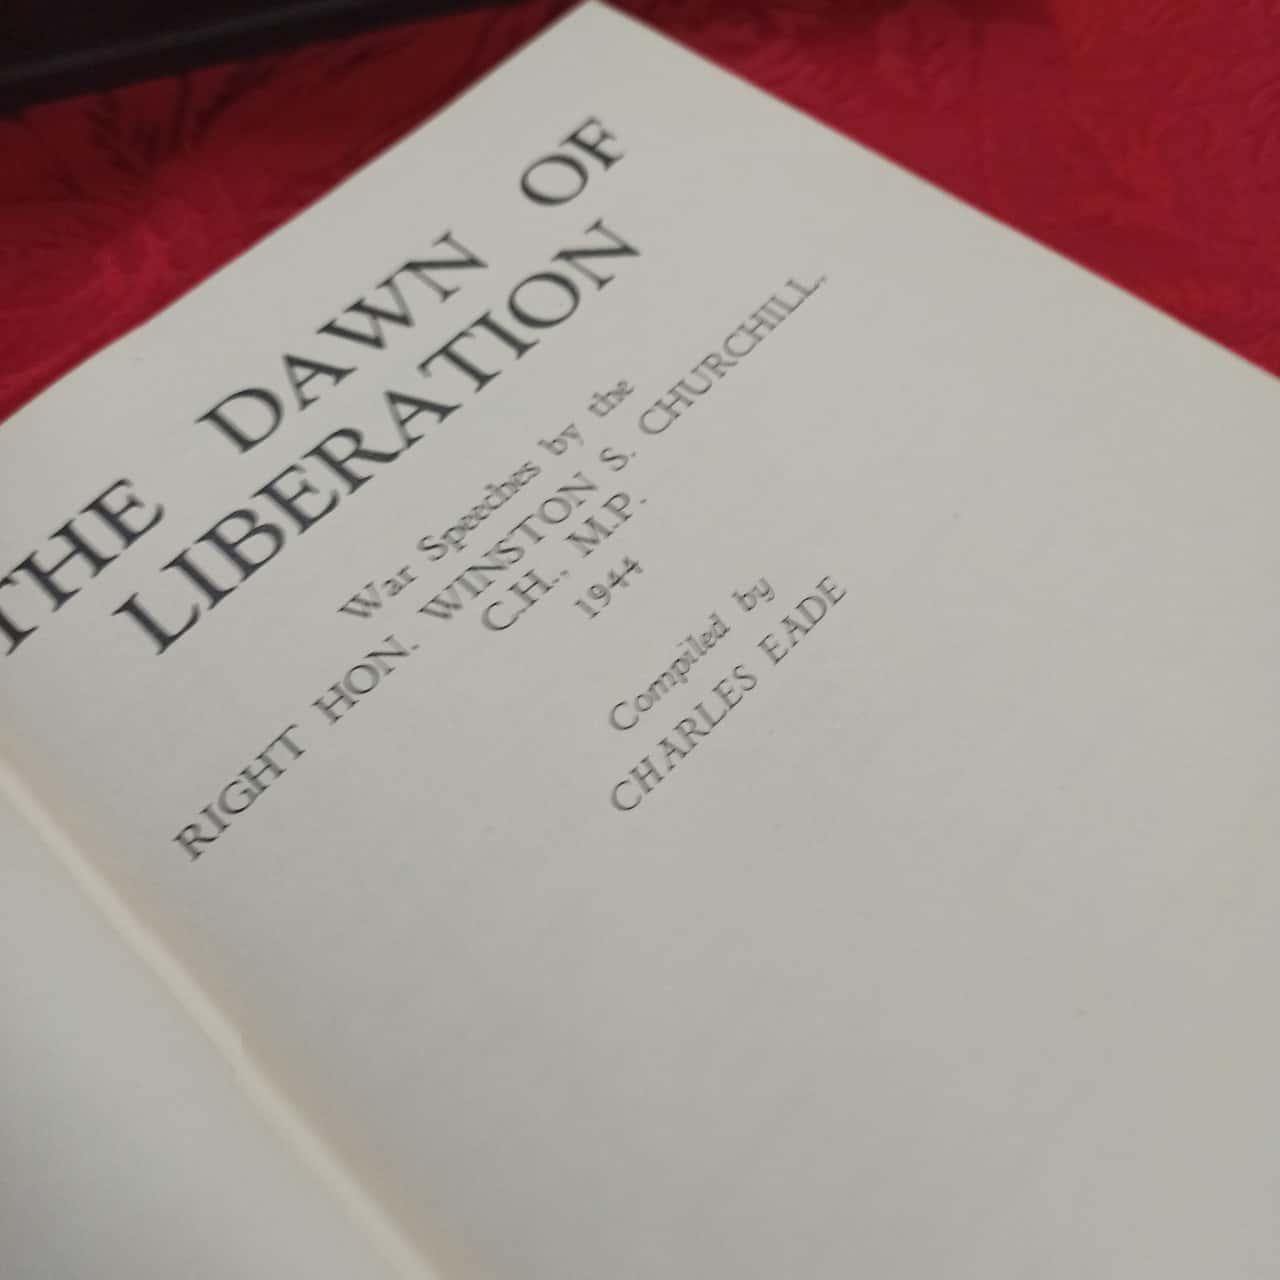 THE DAWN OF
LIBERATION
War Speeches by the
RIGHT HON. WINSTON S. CHURCHILL,
C.H., M.P.
1944
Compiled by
CHARLES EADE